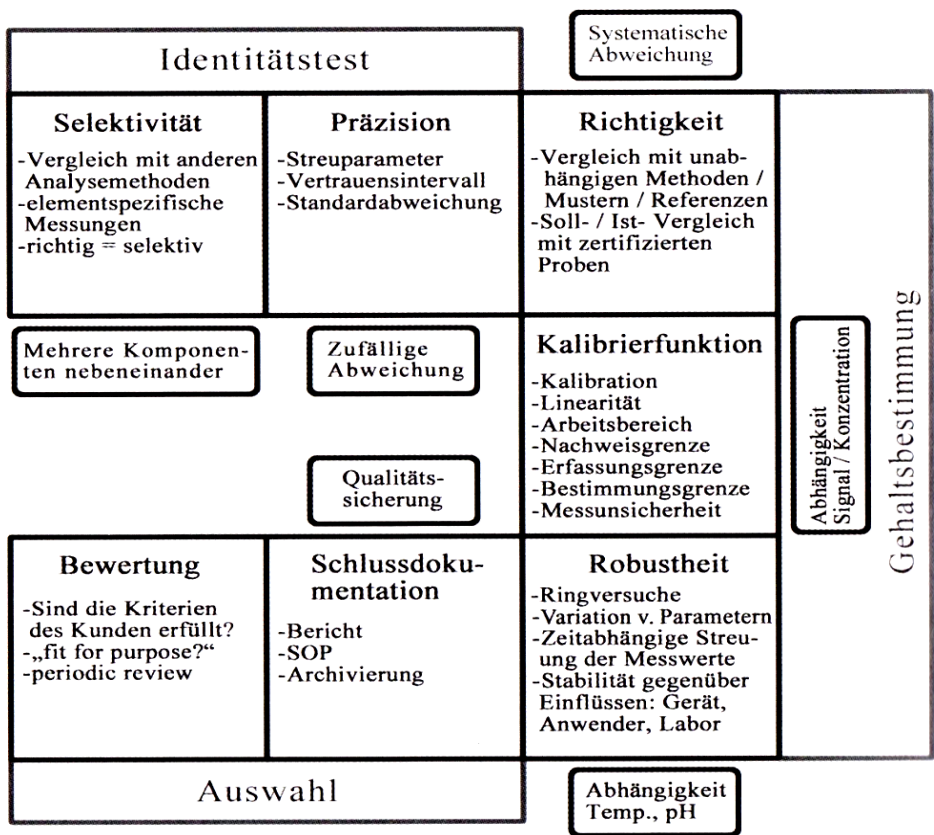 Identitätstest
Systematische
Abweichung
Selektivität
-Vergleich mit anderen
Analysemethoden
-elementspezifische
Messungen
-richtig = selektiv
Präzision
-Streuparameter
-Vertrauensintervall
-Standardabweichung
Richtigkeit
-Vergleich mit unab-
hängigen Methoden /
Mustern / Referenzen
-Soll- / Ist- Vergleich
mit zertifizierten
Proben
Mehrere Komponen-
ten nebeneinander
Zufällige
Abweichung
Qualitäts-
sicherung
Kalibrierfunktion
-Kalibration
-Linearität
-Arbeitsbereich
-Nachweisgrenze
-Erfassungsgrenze
-Bestimmungsgrenze
-Messunsicherheit
Abhängigkeit
Signal / Konzentration
Gehaltsbestimmung
Bewertung
-Sind die Kriterien
des Kunden erfüllt?
-„fit for purpose?“
-periodic review
Schlussdoku-
mentation
-Bericht
-SOP
-Archivierung
Robustheit
-Ringversuche
-Variation v. Parametern
-Zeitabhängige Streu-
ung der Messwerte
-Stabilität gegenüber
Einflüssen: Gerät,
Anwender, Labor
Auswahl
Abhängigkeit
Temp., pH